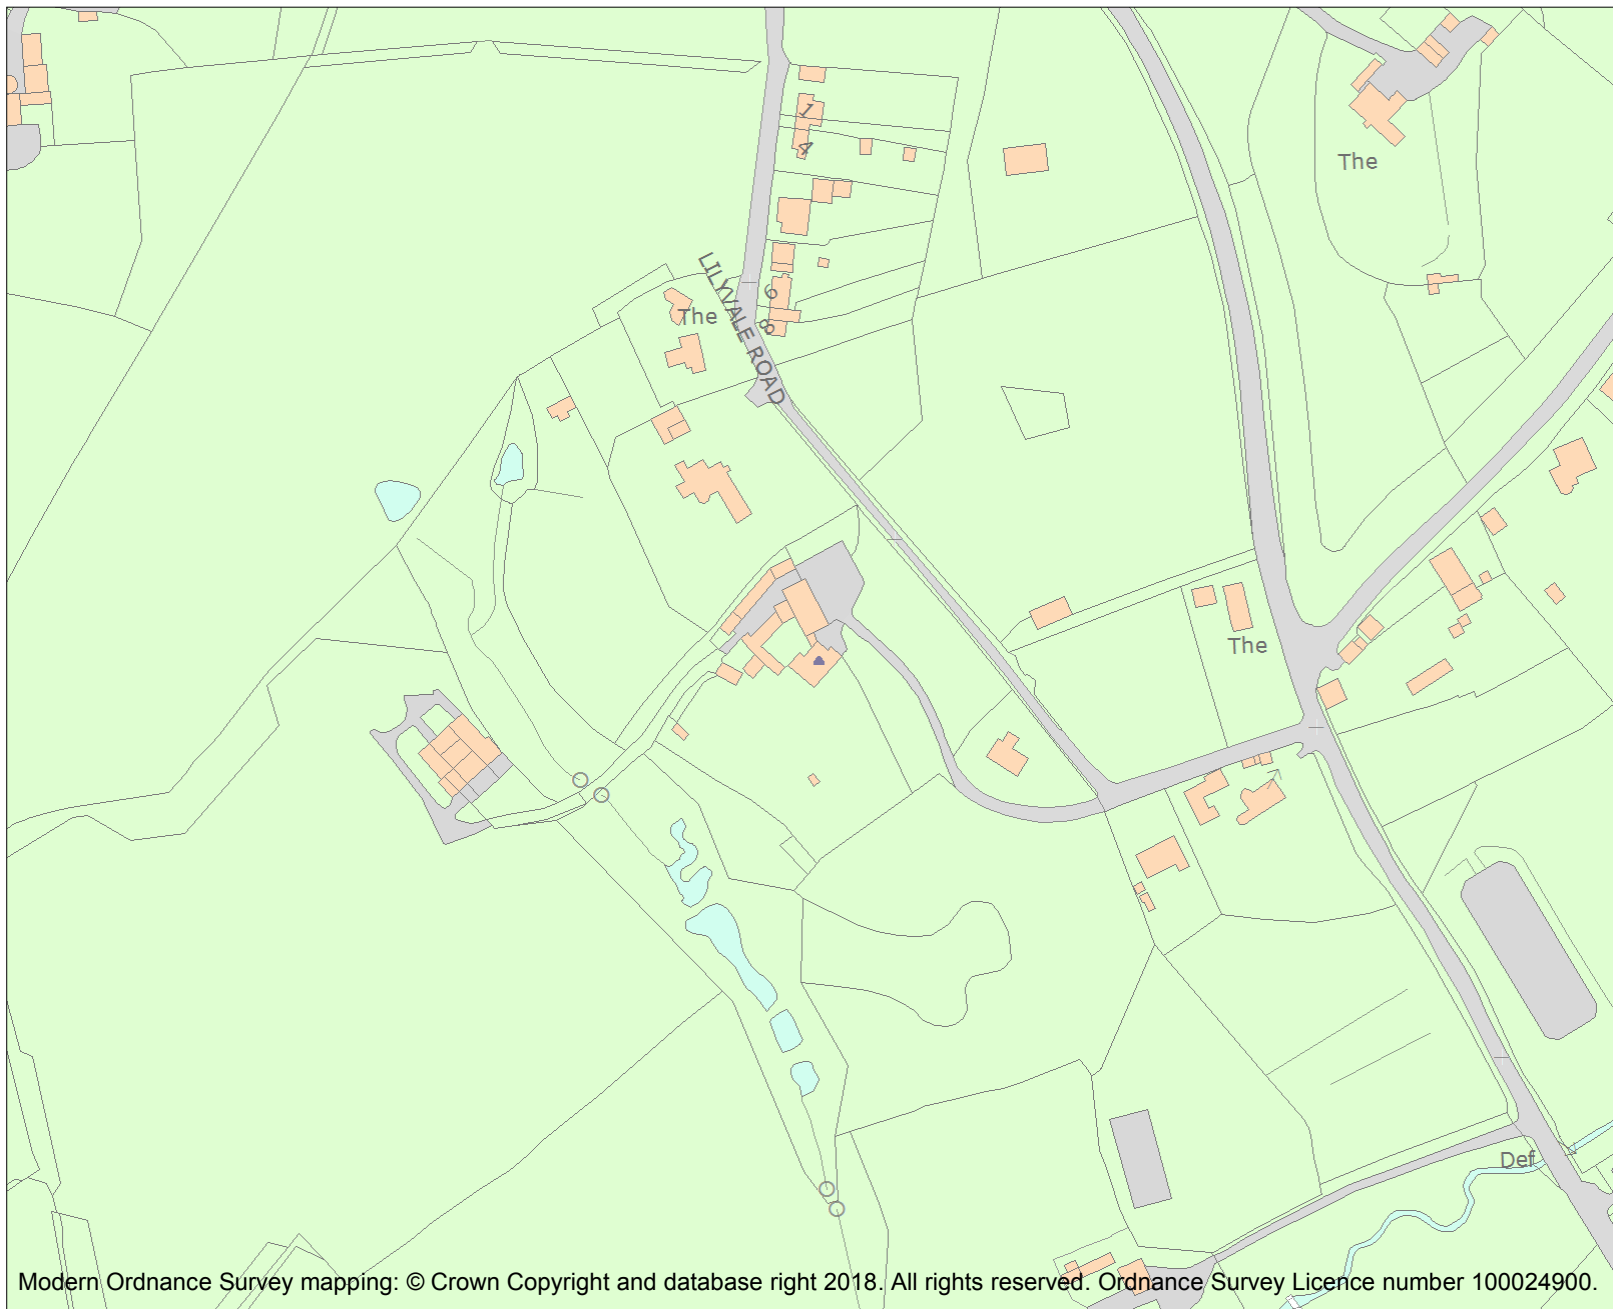 1
4
The
LILYVALE ROAD
6
The
8
The
Def
Modern Ordnance Survey mapping: © Crown Copyright and database right 2018. All rights reserved. Ordnance Survey Licence number 100024900.